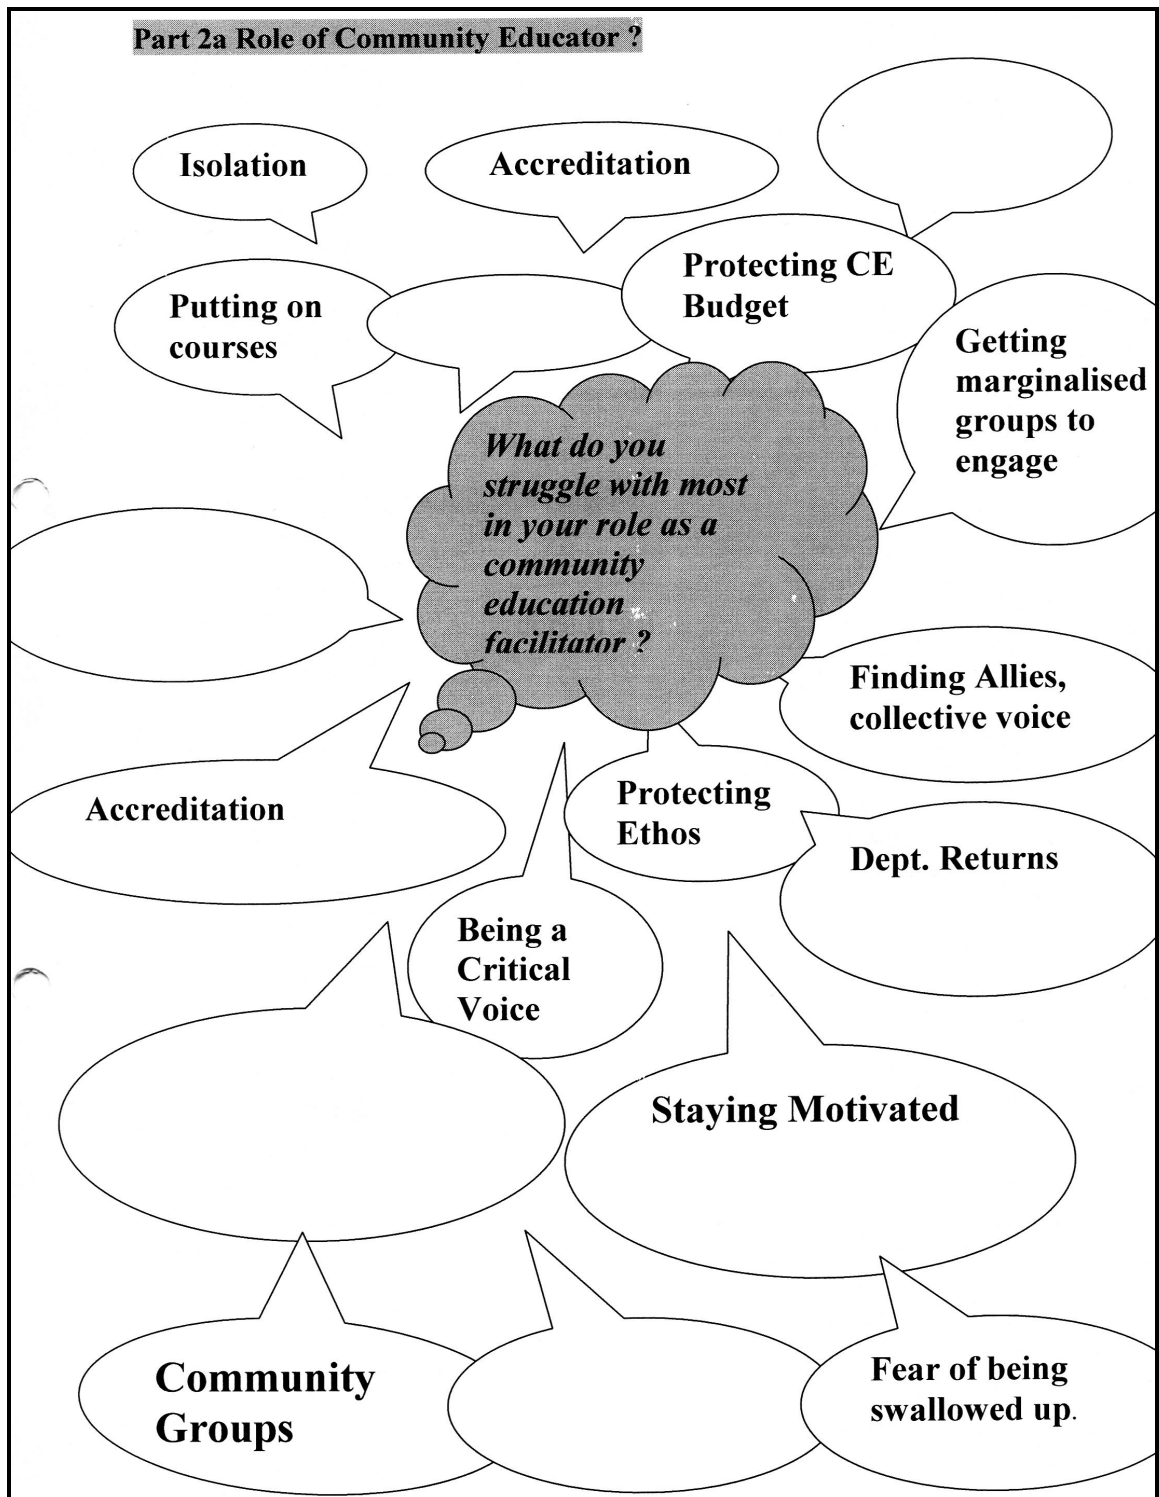 Part 2a Role of Community Educator ?
Isolation
Accreditation
Protecting CE
Budget
Putting on
courses
Getting
marginalised
groups to
engage
What do you
struggle with most
in your role as a
community
education
facilitator ?
Finding Allies,
collective voice
Protecting
Ethos
Accreditation
Dept. Returns
Being a
Critical
Voice
Staying Motivated
Community
Groups
Fear of being
swallowed up.